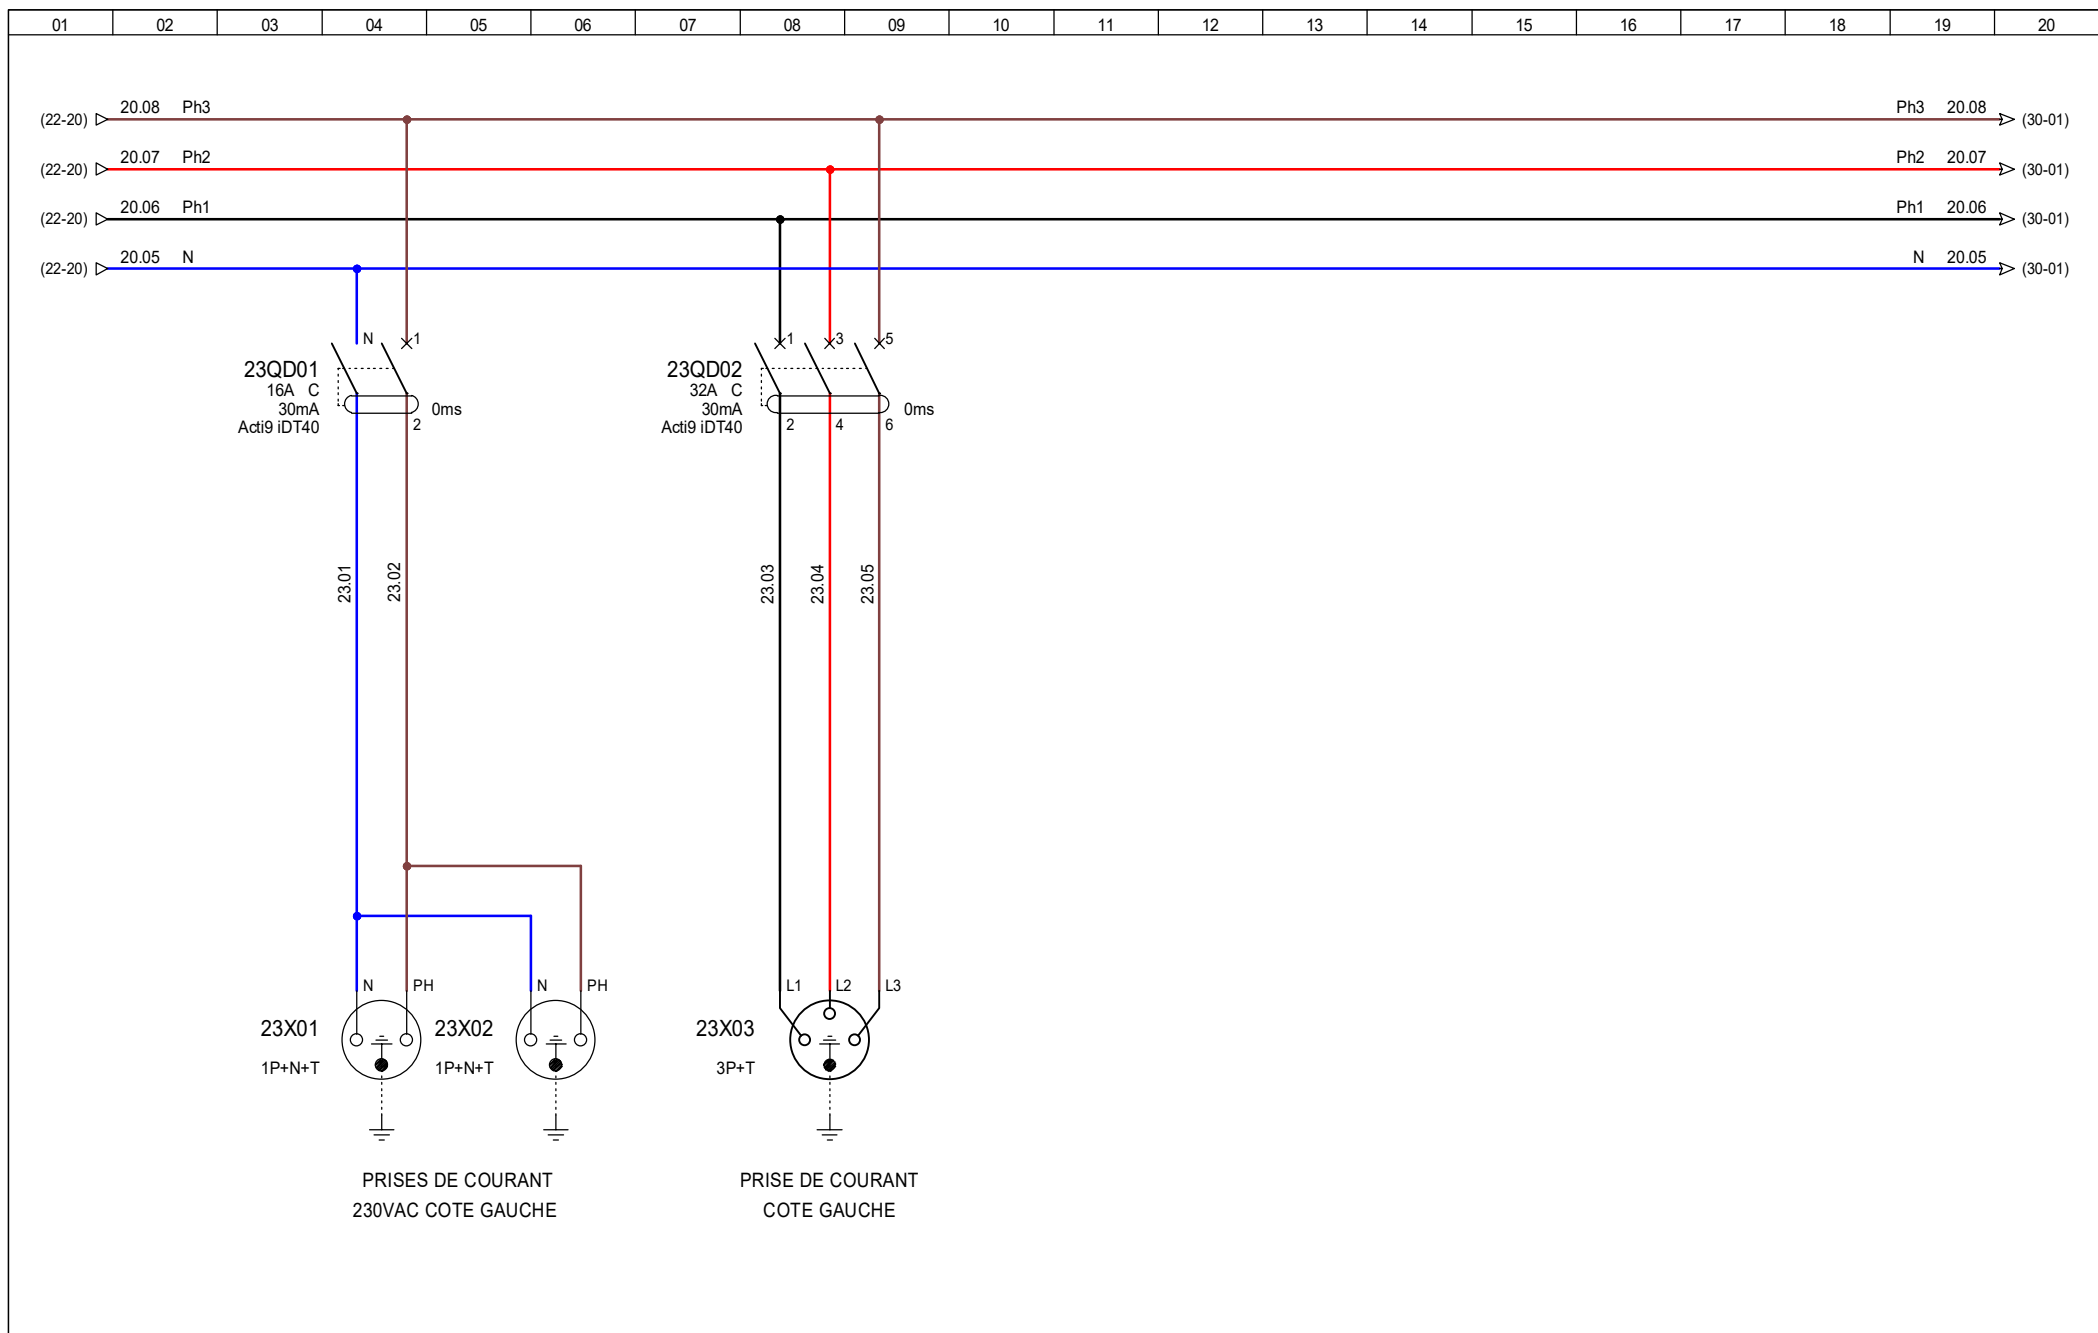 01 02 03 04 05 06 07 08 09 10 11 12 13 14 15 16 17 18 19 20
20.08 Ph3 Ph3 20.08
(22-20) (30-01)
20.07 Ph2 Ph2 20.07
(22-20) (30-01)
20.06 Ph1 Ph1 20.06
(22-20) (30-01)
20.05 N N 20.05
(22-20) (30-01)
N 1 1 3 5
23QD01 23QD02
16A C 32A C
30mA 0ms 30mA 0ms
Acti9 iDT40 2 Acti9 iDT40 2 4 6
23.01 23.02 23.03 23.04 23.05
N PH N PH L1 L2 L3
23X01 23X02 23X03
1P+N+T 1P+N+T 3P+T
PRISES DE COURANT PRISE DE COURANT
230VAC COTE GAUCHE COTE GAUCHE